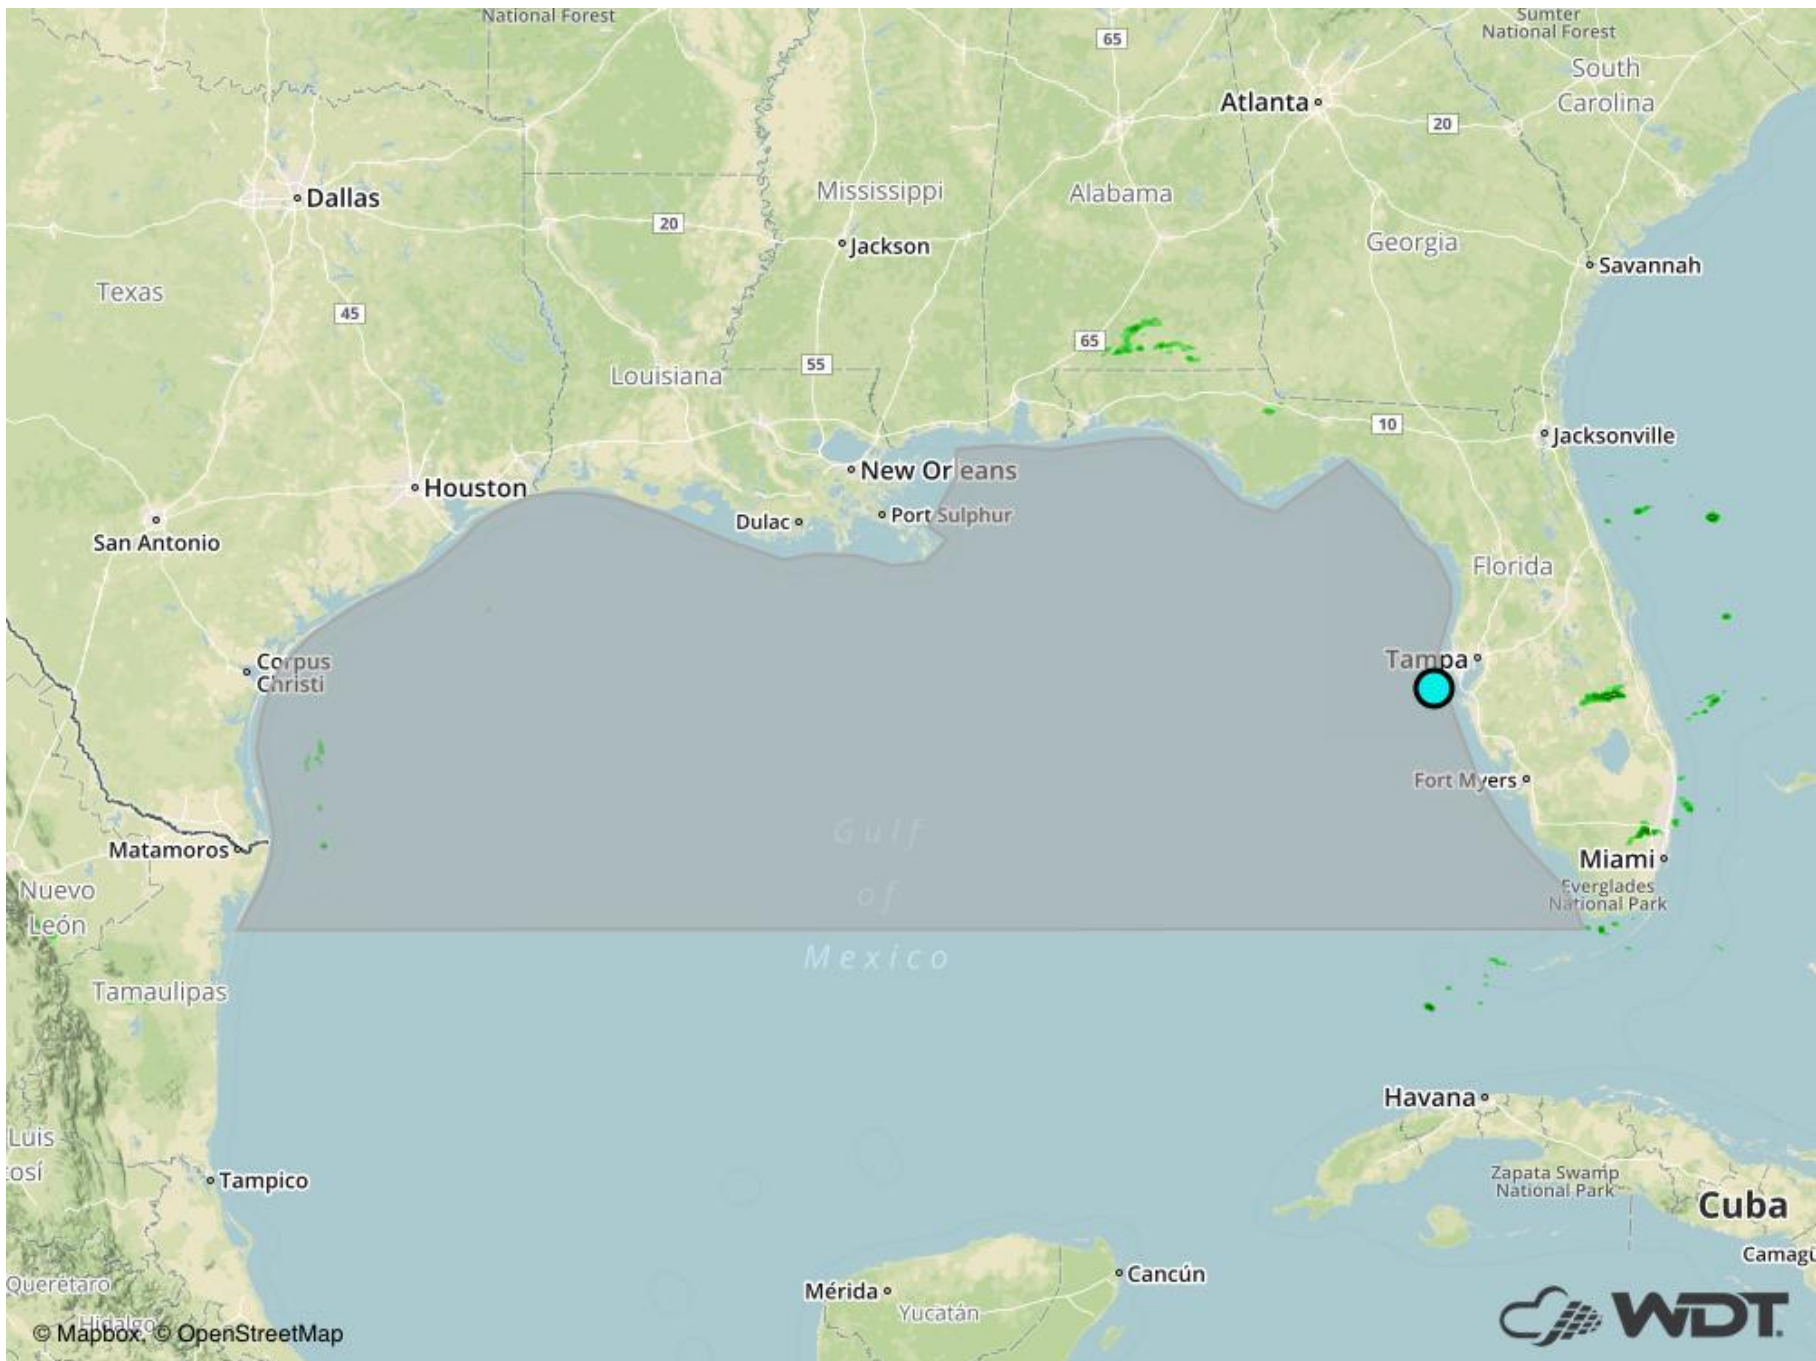 National Forest
65
Sumter
National Forest
South
Carolina
Atlanta
20
Dallas
Mississippi
Alabama
20
Jackson
Georgia
Savannah
Texas
45
65
55
Louisiana
10
Jacksonville
New Orleans
Houston
Dulac
Port Sulphur
San Antonio
Florida
Corpus
Christi
Tampa
Fort Myers
Gulf
of
Mexico
Matamoros
Miami
Everglades
National Park
Nuevo
León
Tamaulipas
Havana
Luis
osí
Tampico
Zapata Swamp
National Park
Cuba
Camagü
Cancún
Mérida
Yucatán
Querétaro
Hidalgo
© Mapbox, © OpenStreetMap
WDT